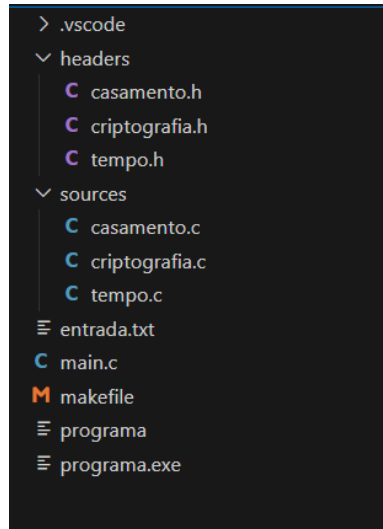 .vscode
headers
C casamento.h
C criptografia.h
C tempo.h
sources
C casamento.c
C criptografia.c
C tempo.c
entrada.txt
C main.c
M makefile
programa
programa.exe